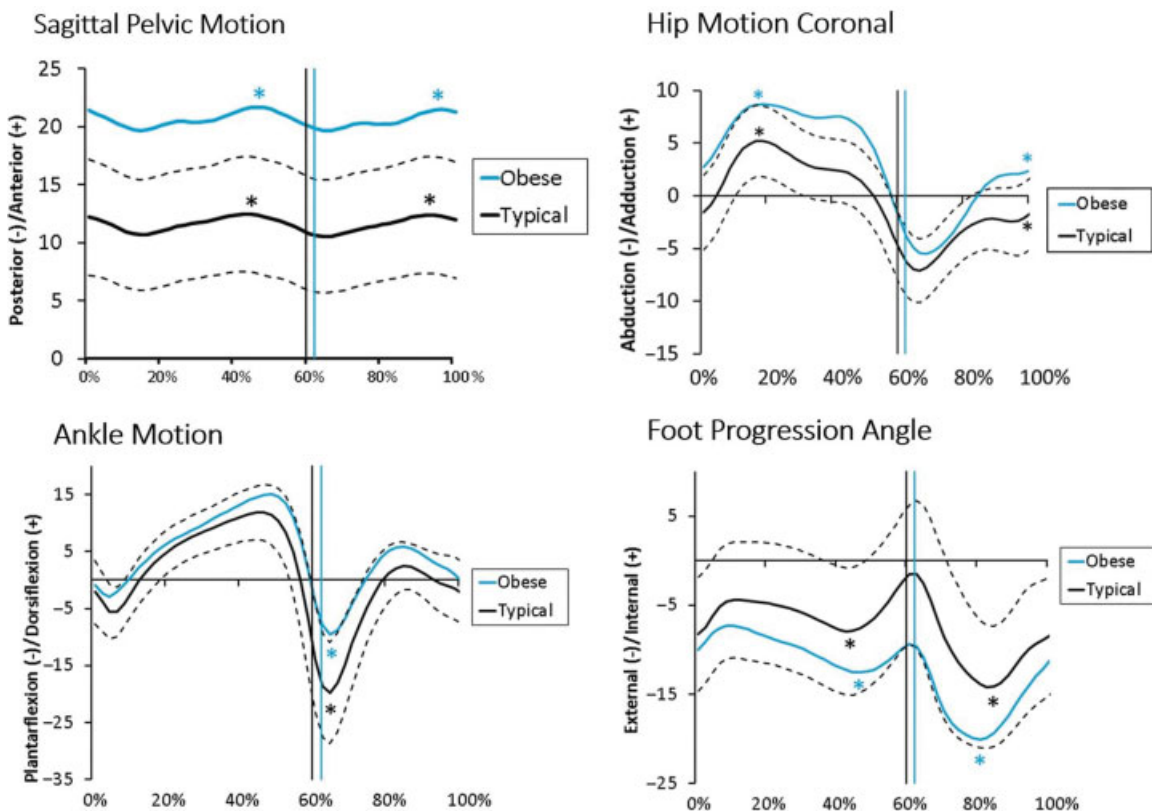 Sagittal Pelvic Motion
Posterior (-)/Anterior (+)
25
20
15
10
5
0
0% 20% 40% 60% 80% 100%
*
*
*
*
Obese
Typical
Hip Motion Coronal
Abduction (-)/Adduction (+)
10
5
0
−5
−10
−15
0% 20% 40% 60% 80% 100%
*
*
*
*
Obese
Typical
Ankle Motion
Plantarflexion (-)/Dorsiflexion (+)
15
5
−5
−15
−25
−35
0% 20% 40% 60% 80% 100%
*
*
Obese
Typical
Foot Progression Angle
External (-)/Internal (+)
5
−5
−15
−25
0% 20% 40% 60% 80% 100%
*
*
*
*
Obese
Typical